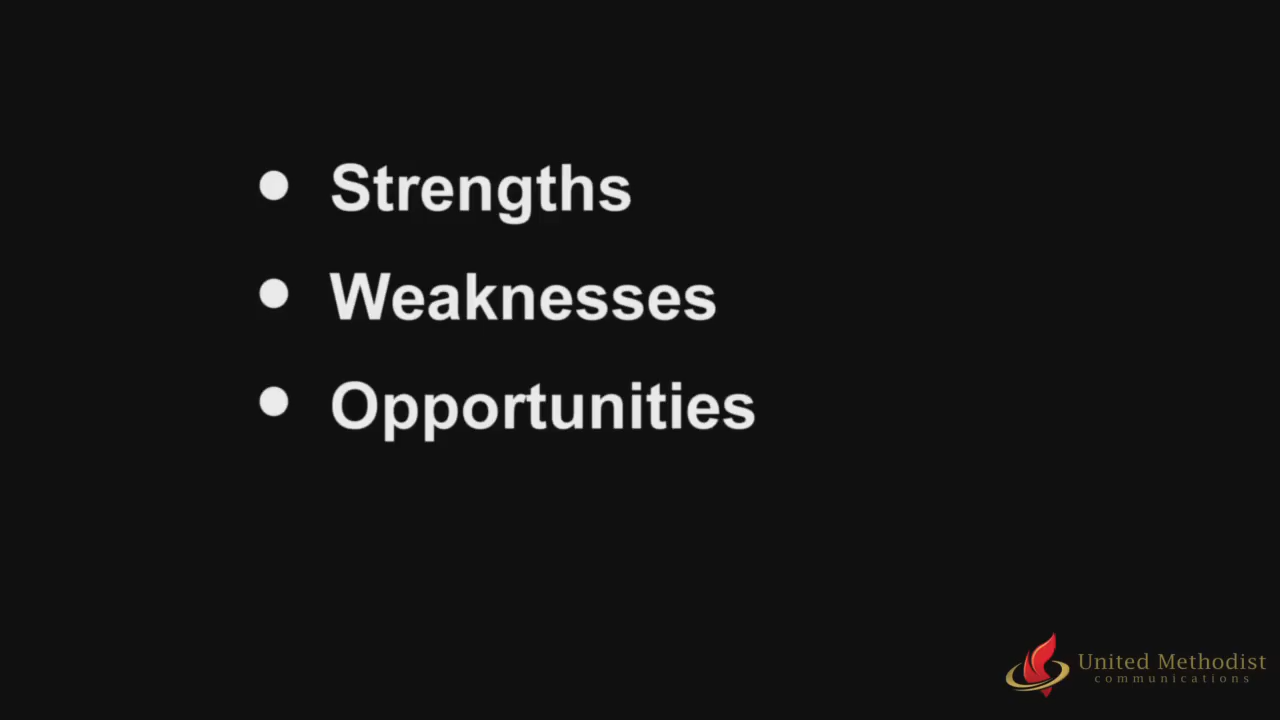 • Strengths
• Weaknesses
• Opportunities
United Methodist
communications